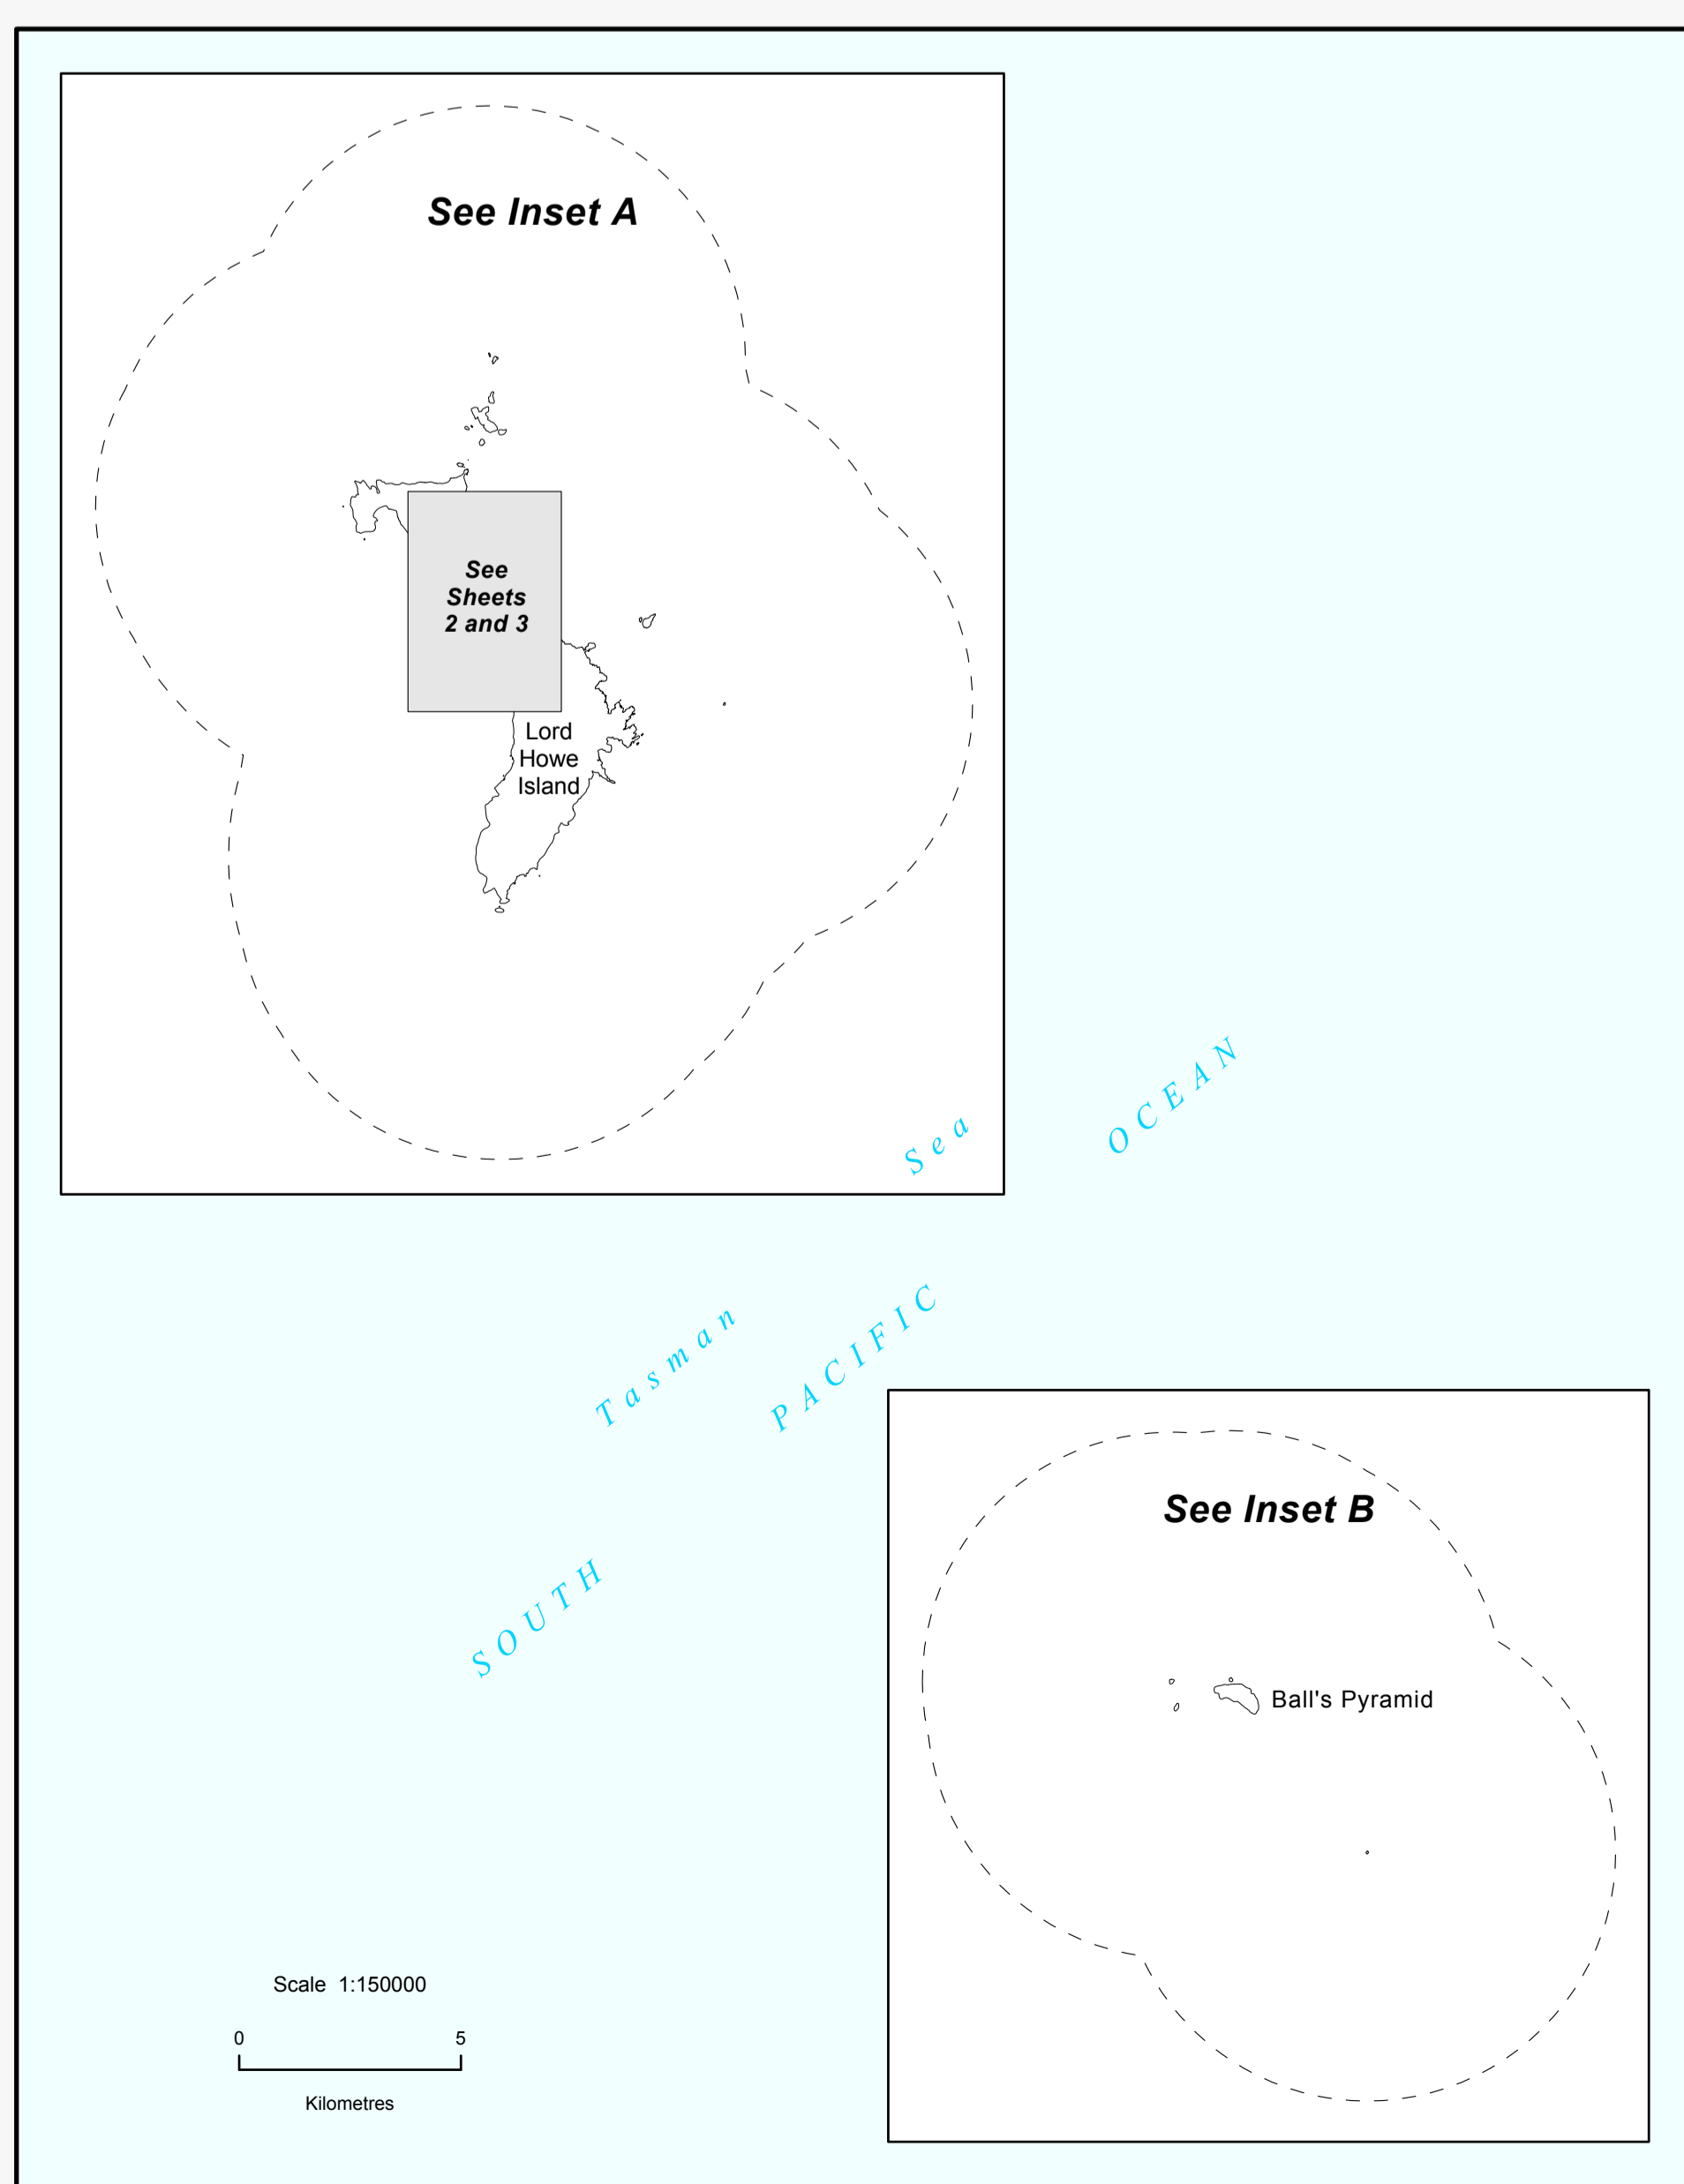 See Inset A
See
Sheets
2 and 3
Lord
Howe
Island
Tasman Sea
SOUTH PACIFIC OCEAN
See Inset B
Ball's Pyramid
Scale 1:150000
0 5
Kilometres